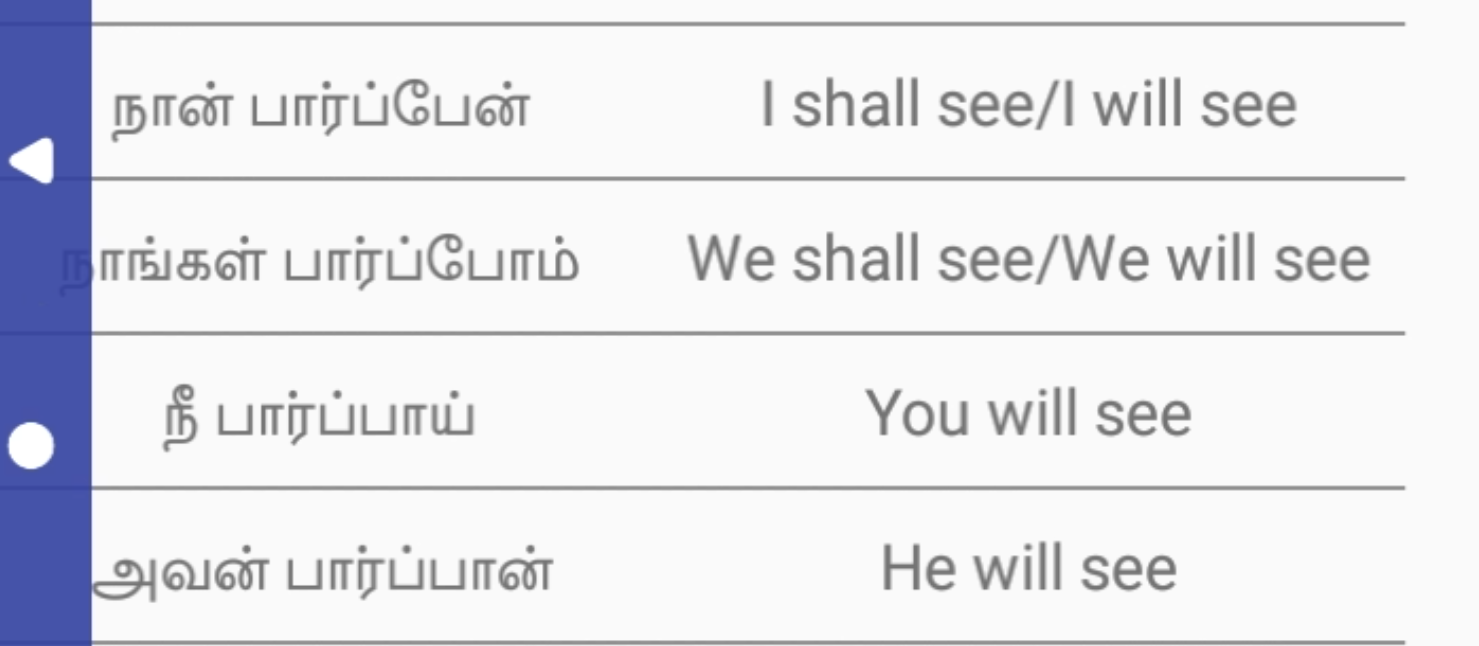 நான் பார்ப்பேன் I shall see/I will see
நாங்கள் பார்ப்போம் We shall see/We will see
நீ பார்ப்பாய் You will see
அவன் பார்ப்பான் He will see